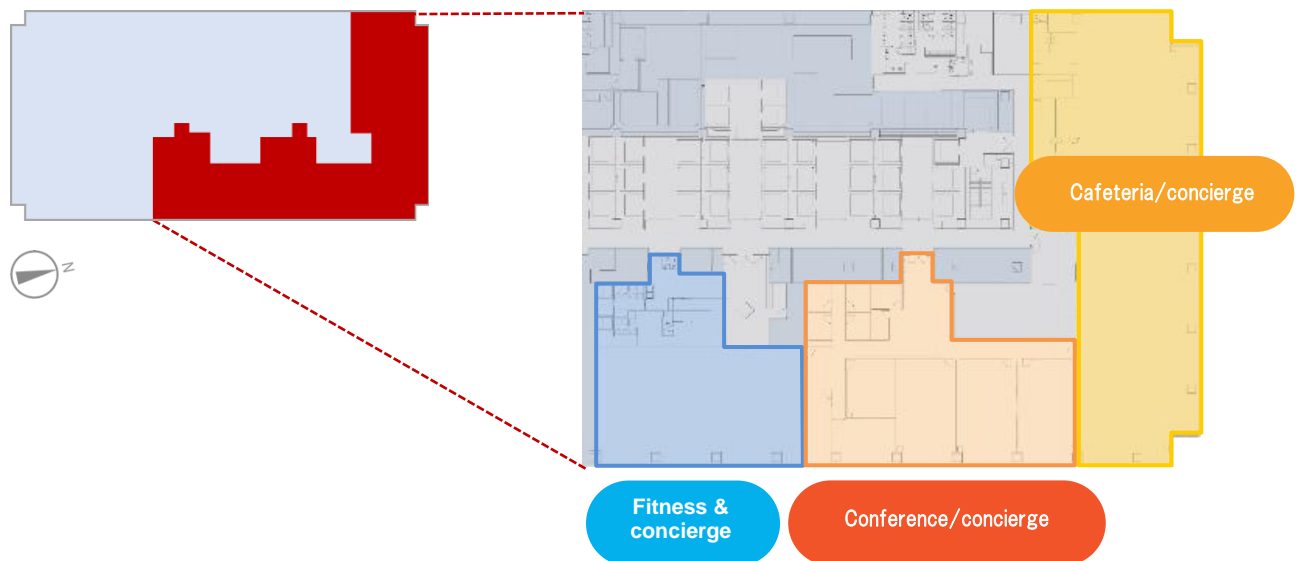 N
Cafeteria/concierge
Fitness &
concierge
Conference/concierge